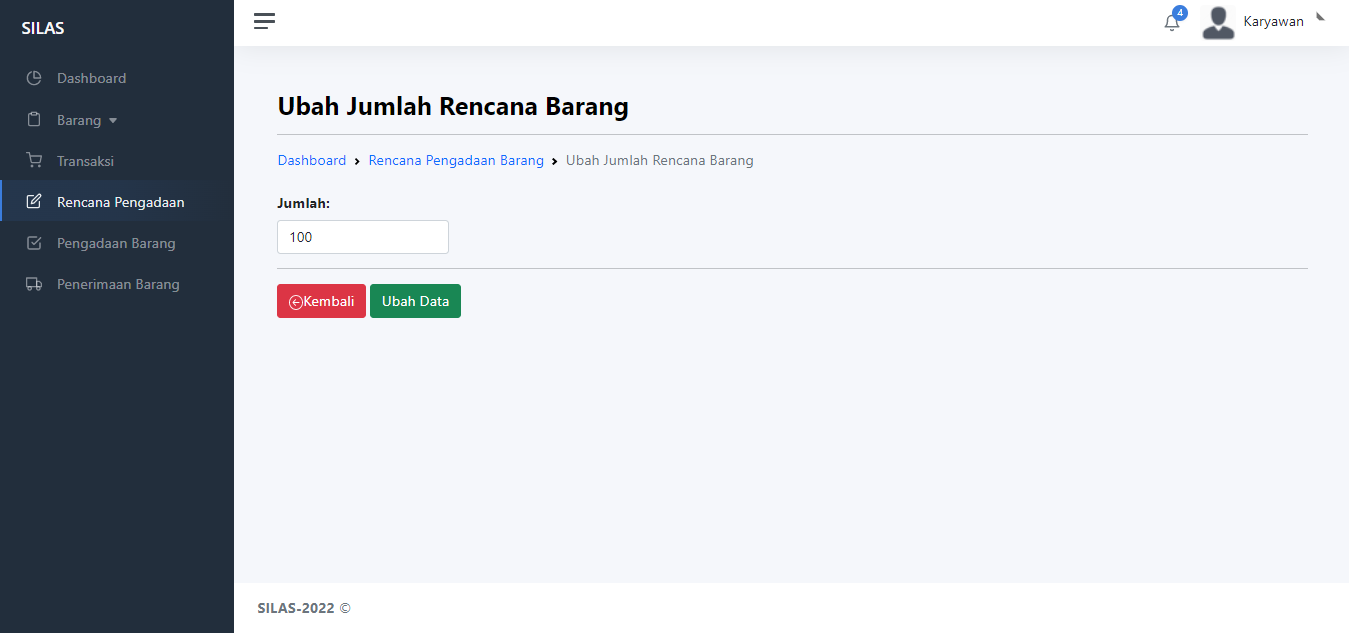 SILAS
4
Karyawan
Dashboard
Barang
Transaksi
Rencana Pengadaan
Pengadaan Barang
Penerimaan Barang
Ubah Jumlah Rencana Barang
Dashboard › Rencana Pengadaan Barang › Ubah Jumlah Rencana Barang
Jumlah:
100
Kembali Ubah Data
SILAS-2022 ©